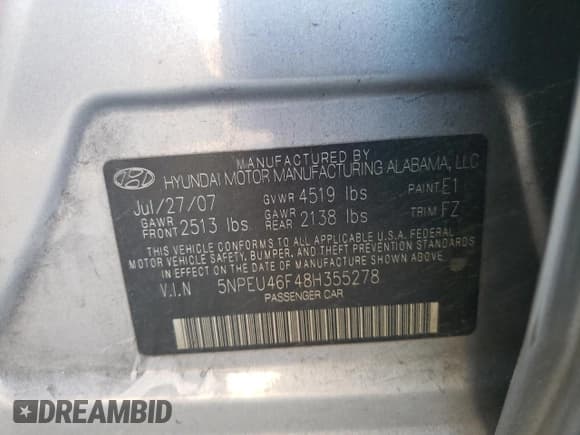 MANUFACTURED BY
HYUNDAI MOTOR MANUFACTURING ALABAMA, LLC
Jul/27/07 GVWR 4519 lbs PAINT E1
GAWR FRONT 2513 lbs GAWR REAR 2138 lbs TRIM FZ
THIS VEHICLE CONFORMS TO ALL APPLICABLE U.S.A FEDERAL
MOTOR VEHICLE SAFETY, BUMPER, AND THEFT PREVENTION STANDARDS
IN EFFECT ON THE DATE OF MANUFACTURE SHOWN ABOVE.
V.I.N 5NPEU46F48H355278
PASSENGER CAR
DREAMBID